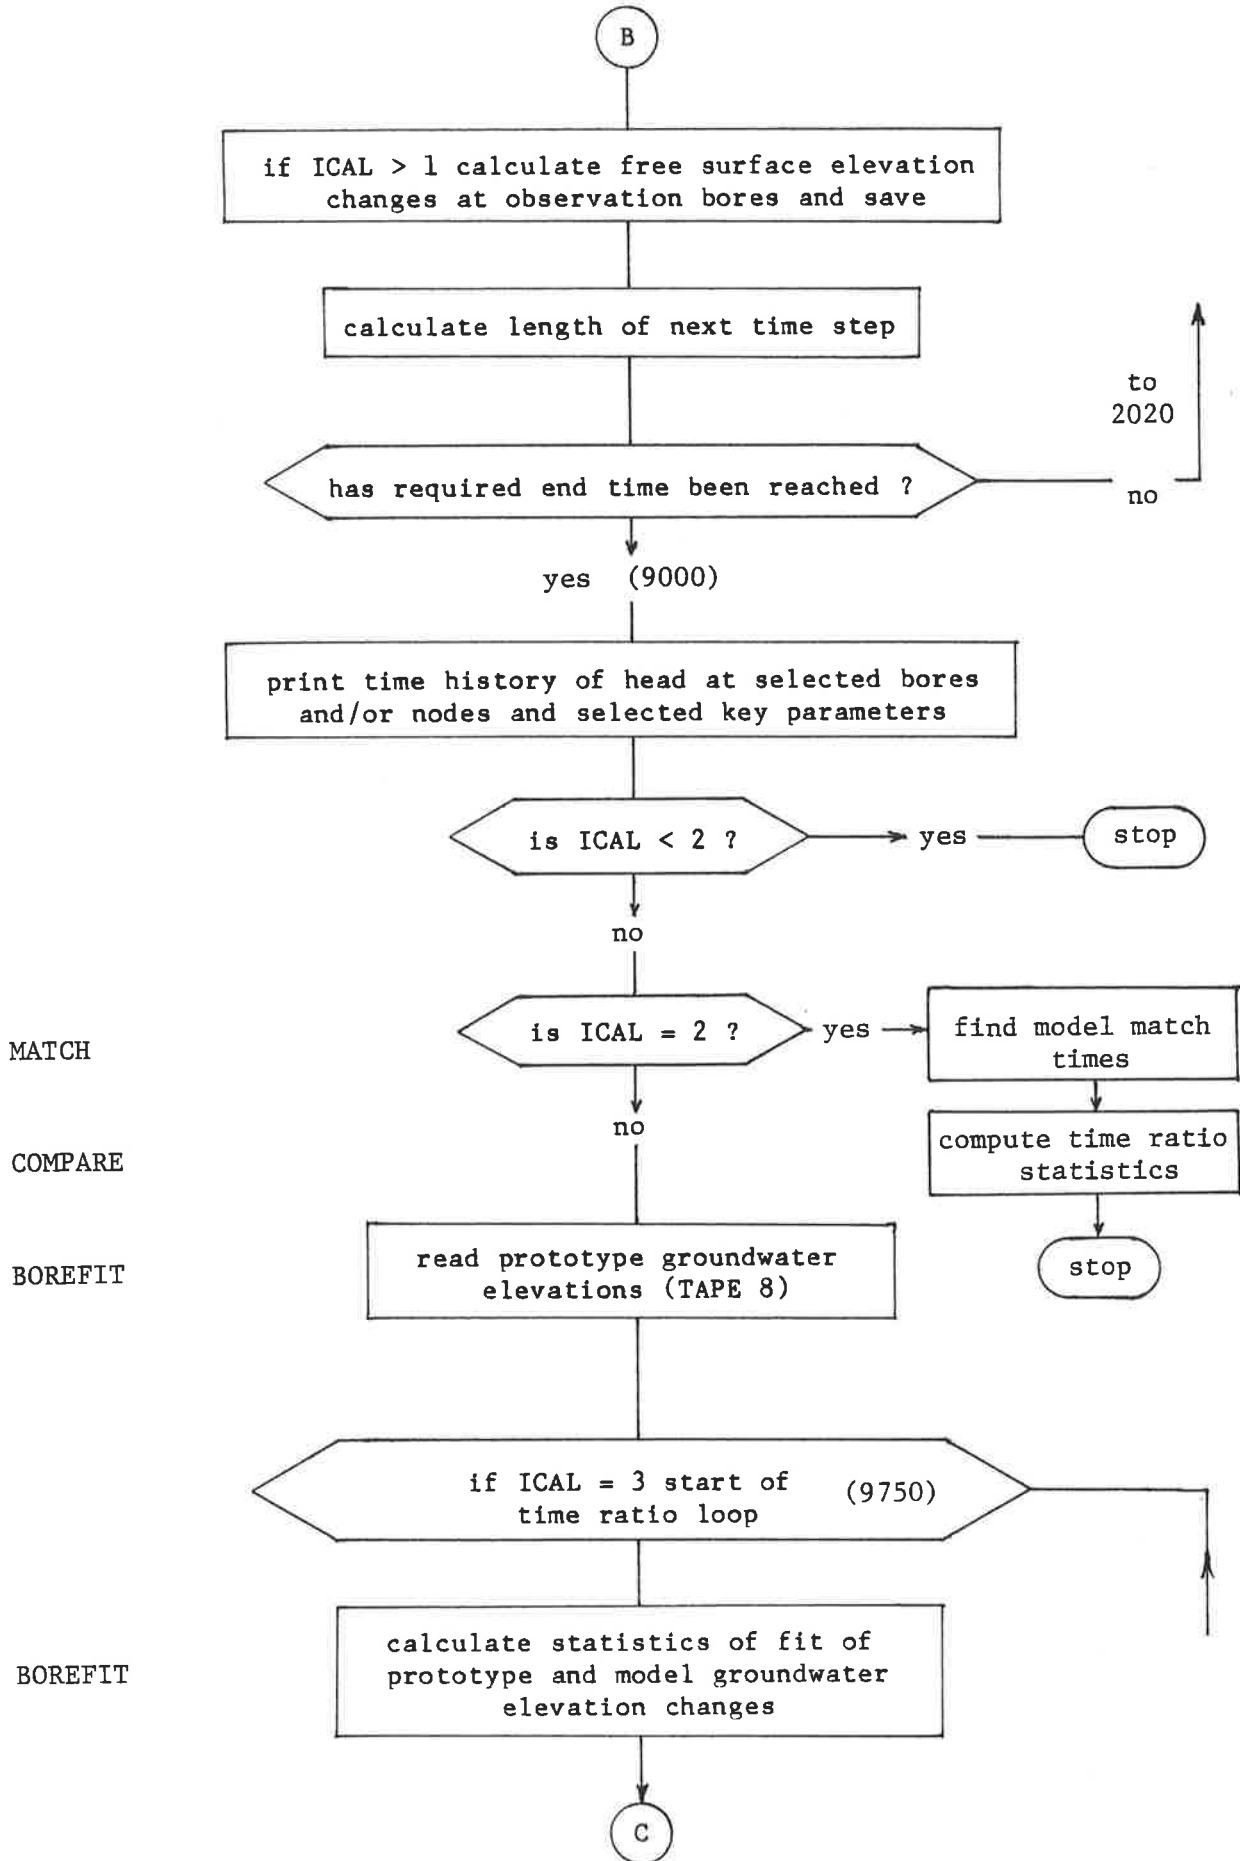 B
if ICAL > 1 calculate free surface elevation
changes at observation bores and save
calculate length of next time step
to
2020
has required end time been reached ?
no
yes (9000)
print time history of head at selected bores
and/or nodes and selected key parameters
is ICAL < 2 ?
yes
stop
no
MATCH
is ICAL = 2 ?
yes
find model match
times
no
COMPARE
compute time ratio
statistics
BOREFIT
read prototype groundwater
elevations (TAPE 8)
stop
if ICAL = 3 start of
time ratio loop
(9750)
BOREFIT
calculate statistics of fit of
prototype and model groundwater
elevation changes
C